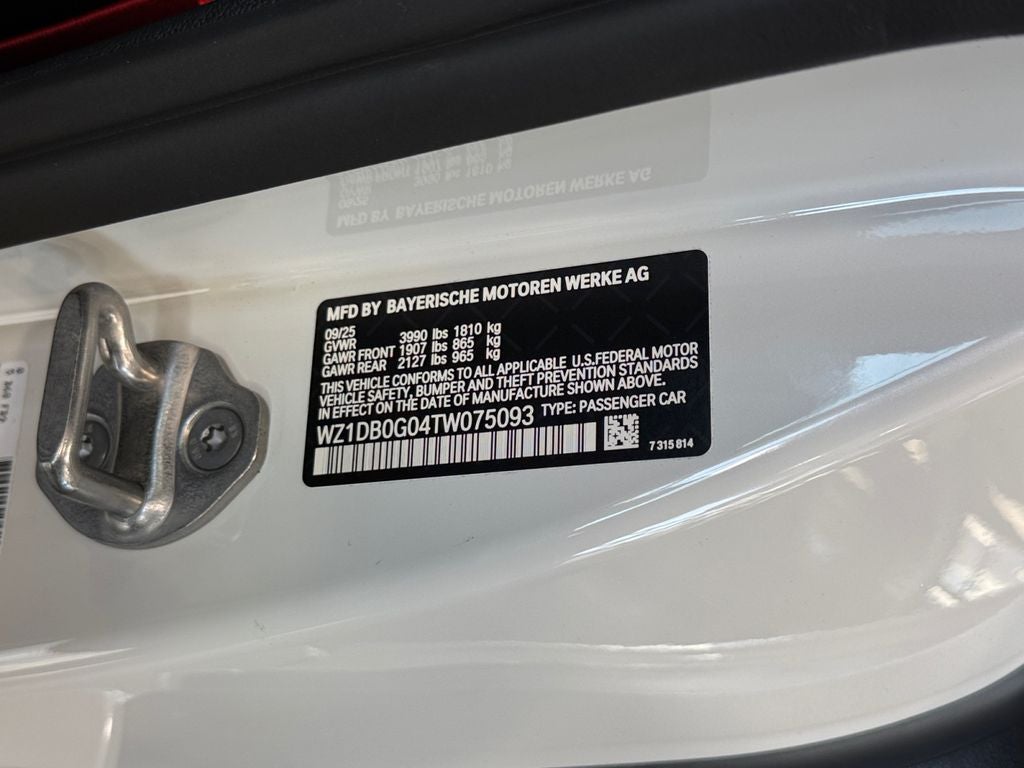 MFD BY BAYERISCHE MOTOREN WERKE AG
09/25
GVWR 3990 lbs 1810 kg
GAWR FRONT 1907 lbs 865 kg
GAWR REAR 2127 lbs 965 kg
THIS VEHICLE CONFORMS TO ALL APPLICABLE U.S.FEDERAL MOTOR
VEHICLE SAFETY, BUMPER AND THEFT PREVENTION STANDARDS
IN EFFECT ON THE DATE OF MANUFACTURE SHOWN ABOVE.
WZ1DB0G04TW075093 TYPE: PASSENGER CAR
7 315 814